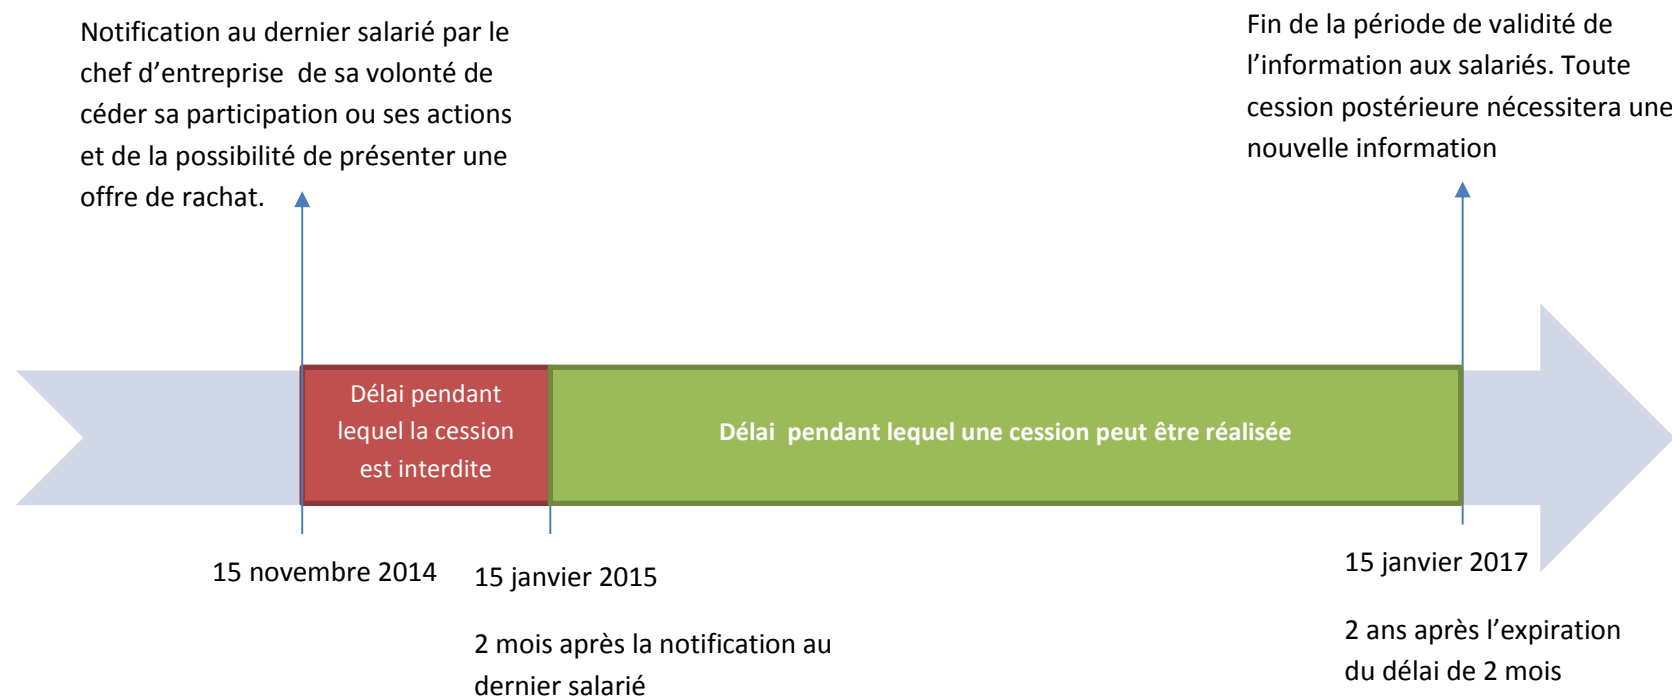 Notification au dernier salarié par le
chef d’entreprise  de sa volonté de
céder sa participation ou ses actions
et de la possibilité de présenter une
offre de rachat.
Fin de la période de validité de
l’information aux salariés. Toute
cession postérieure nécessitera une
nouvelle information
Délai pendant
lequel la cession
est interdite
Délai  pendant lequel une cession peut être réalisée
15 novembre 2014
15 janvier 2015
2 mois après la notification au
dernier salarié
15 janvier 2017
2 ans après l’expiration
du délai de 2 mois